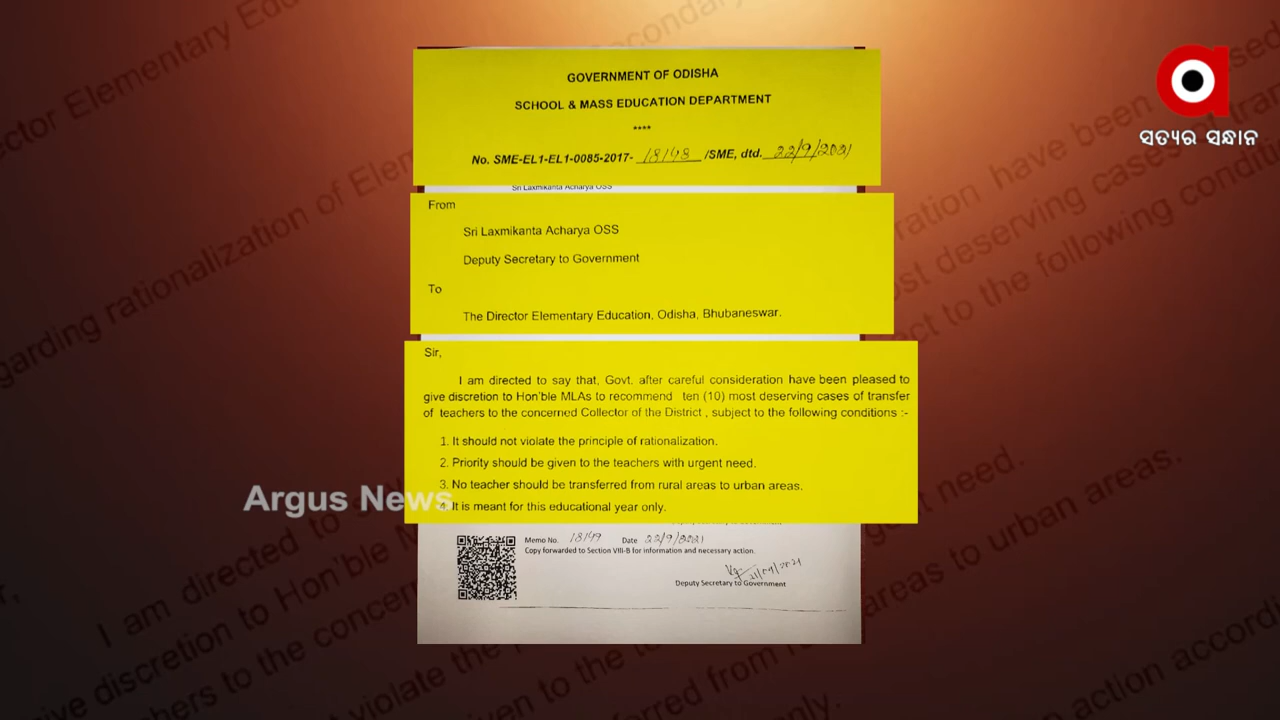 GOVERNMENT OF ODISHA
SCHOOL & MASS EDUCATION DEPARTMENT
****
No. SME-EL1-EL1-0085-2017- 18148 /SME, dtd. 22/9/2021
Sri Laxmikanta Acharya OSS
From
Sri Laxmikanta Acharya OSS
Deputy Secretary to Government
To
The Director Elementary Education, Odisha, Bhubaneswar.
Sir,
I am directed to say that, Govt. after careful consideration have been pleased to
give discretion to Hon'ble MLAs to recommend ten (10) most deserving cases of transfer
of teachers to the concerned Collector of the District , subject to the following conditions :-
1. It should not violate the principle of rationalization.
2. Priority should be given to the teachers with urgent need.
3. No teacher should be transferred from rural areas to urban areas.
4. It is meant for this educational year only.
Memo No. 18149 Date 22/9/2021
Copy forwarded to Section VIII-B for information and necessary action.
Deputy Secretary to Government
Argus News
ସତ୍ୟର ସନ୍ଧାନ